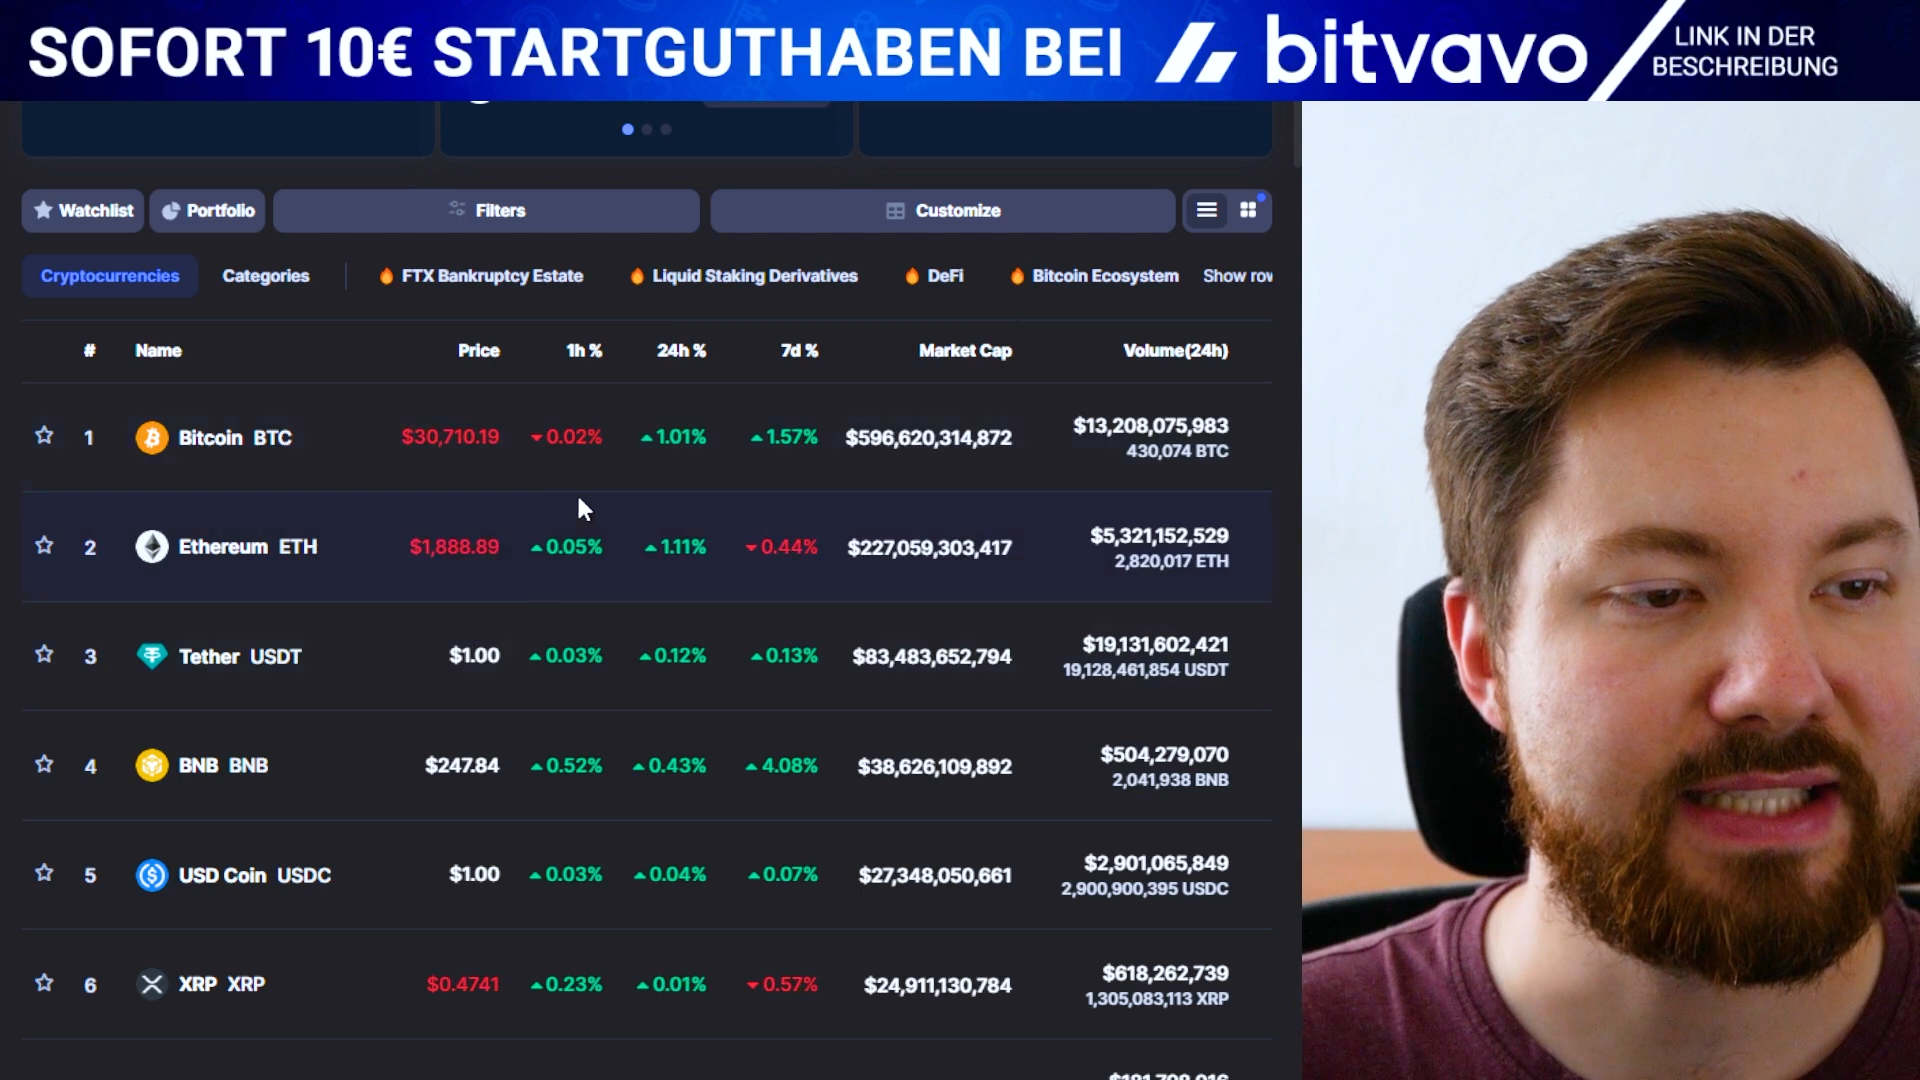 SOFORT 10€ STARTGUTHABEN BEI bitvavo
LINK IN DER
BESCHREIBUNG
Watchlist Portfolio Filters Customize
Cryptocurrencies Categories FTX Bankruptcy Estate Liquid Staking Derivatives DeFi Bitcoin Ecosystem Show row
# Name Price 1h % 24h % 7d % Market Cap Volume(24h)
1 Bitcoin BTC $30,710.19 0.02% 1.01% 1.57% $596,620,314,872 $13,208,075,983
430,074 BTC
2 Ethereum ETH $1,888.89 0.05% 1.11% 0.44% $227,059,303,417 $5,321,152,529
2,820,017 ETH
3 Tether USDT $1.00 0.03% 0.12% 0.13% $83,483,652,794 $19,131,602,421
19,128,461,854 USDT
4 BNB BNB $247.84 0.52% 0.43% 4.08% $38,626,109,892 $504,279,070
2,041,938 BNB
5 USD Coin USDC $1.00 0.03% 0.04% 0.07% $27,348,050,661 $2,901,065,849
2,900,900,395 USDC
6 XRP XRP $0.4741 0.23% 0.01% 0.57% $24,911,130,784 $618,262,739
1,305,083,113 XRP